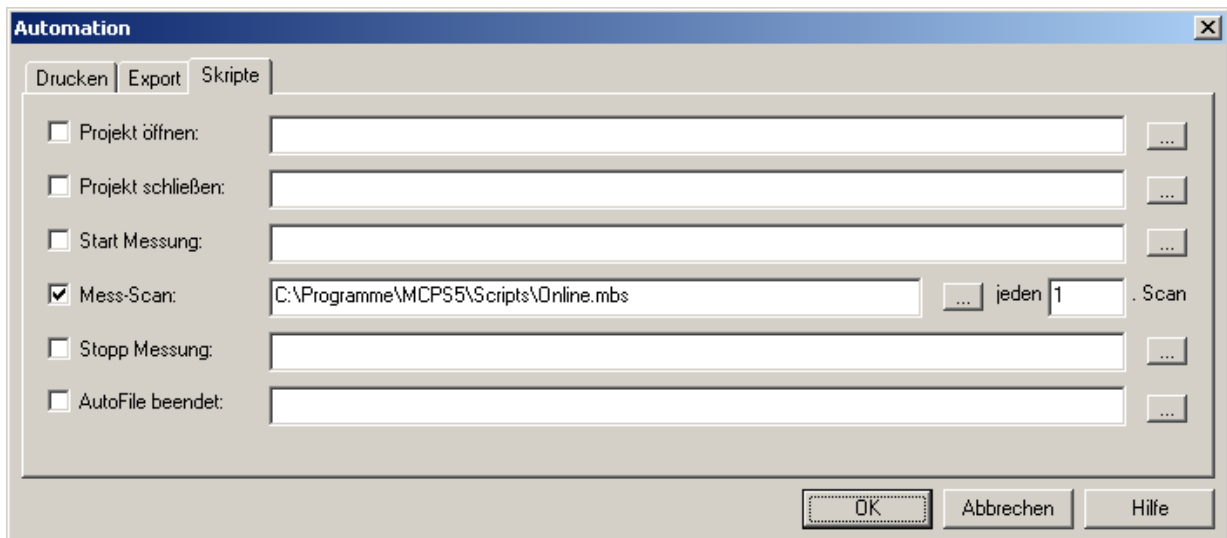 Automation
Drucken Export Skripte
Projekt öffnen: ...
Projekt schließen: ...
Start Messung: ...
Mess-Scan: C:\Programme\MCPS5\Scripts\Online.mbs ... jeden 1 . Scan
Stopp Messung: ...
AutoFile beendet: ...
OK Abbrechen Hilfe